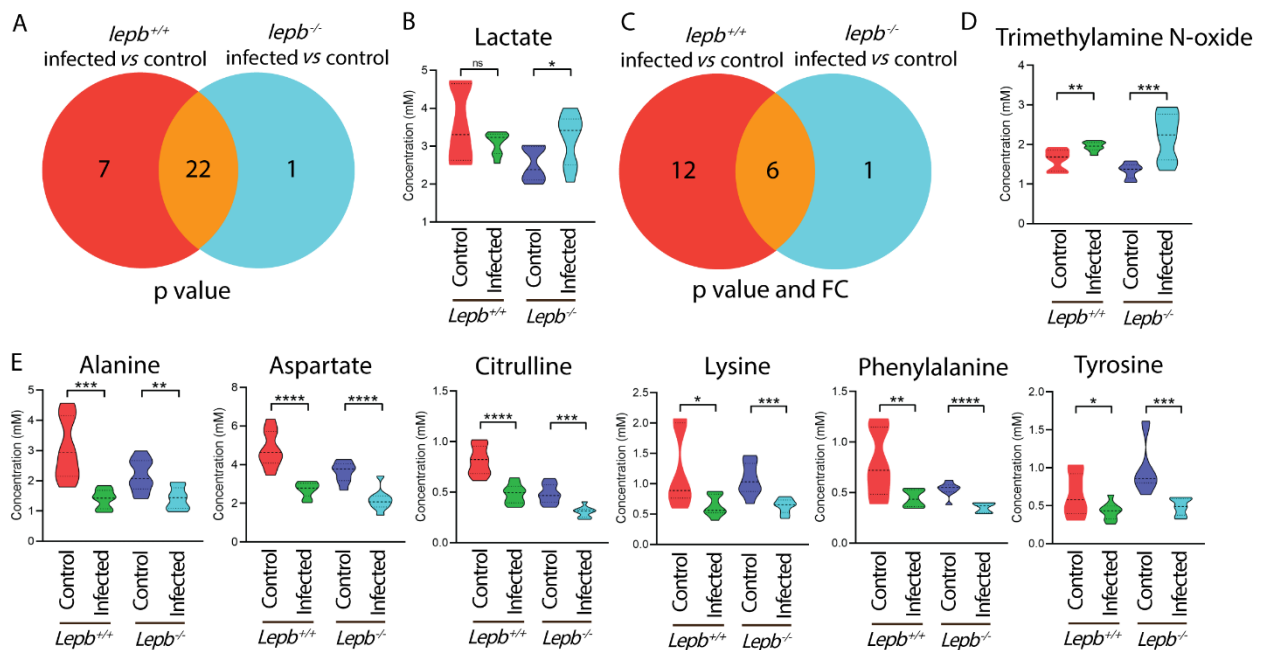 A
lepb+/+
infected vs control
lepb-/-
infected vs control
7
22
1
p value
B
Lactate
Concentration (mM)
5
4
3
2
1
ns
*
Control
Infected
Control
Infected
Lepb+/+
Lepb-/-
C
lepb+/+
infected vs control
lepb-/-
infected vs control
12
6
1
p value and FC
D
Trimethylamine N-oxide
Concentration (mM)
4
3
2
1
0
**
***
Control
Infected
Control
Infected
Lepb+/+
Lepb-/-
E
Alanine
Concentration (mM)
5
4
3
2
1
0
***
**
Control
Infected
Control
Infected
Lepb+/+
Lepb-/-
Aspartate
Concentration (mM)
8
6
4
2
0
****
****
Control
Infected
Control
Infected
Lepb+/+
Lepb-/-
Citrulline
Concentration (mM)
1.5
1.0
0.5
0.0
****
***
Control
Infected
Control
Infected
Lepb+/+
Lepb-/-
Lysine
Concentration (mM)
2.5
2.0
1.5
1.0
0.5
0.0
*
***
Control
Infected
Control
Infected
Lepb+/+
Lepb-/-
Phenylalanine
Concentration (mM)
1.5
1.0
0.5
0.0
**
****
Control
Infected
Control
Infected
Lepb+/+
Lepb-/-
Tyrosine
Concentration (mM)
2.0
1.5
1.0
0.5
0.0
*
***
Control
Infected
Control
Infected
Lepb+/+
Lepb-/-